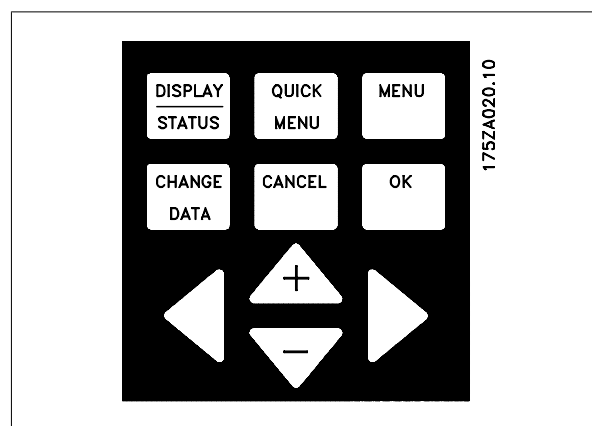 DISPLAY
STATUS
QUICK
MENU
MENU
CHANGE
DATA
CANCEL
OK
+
−
175ZA020.10